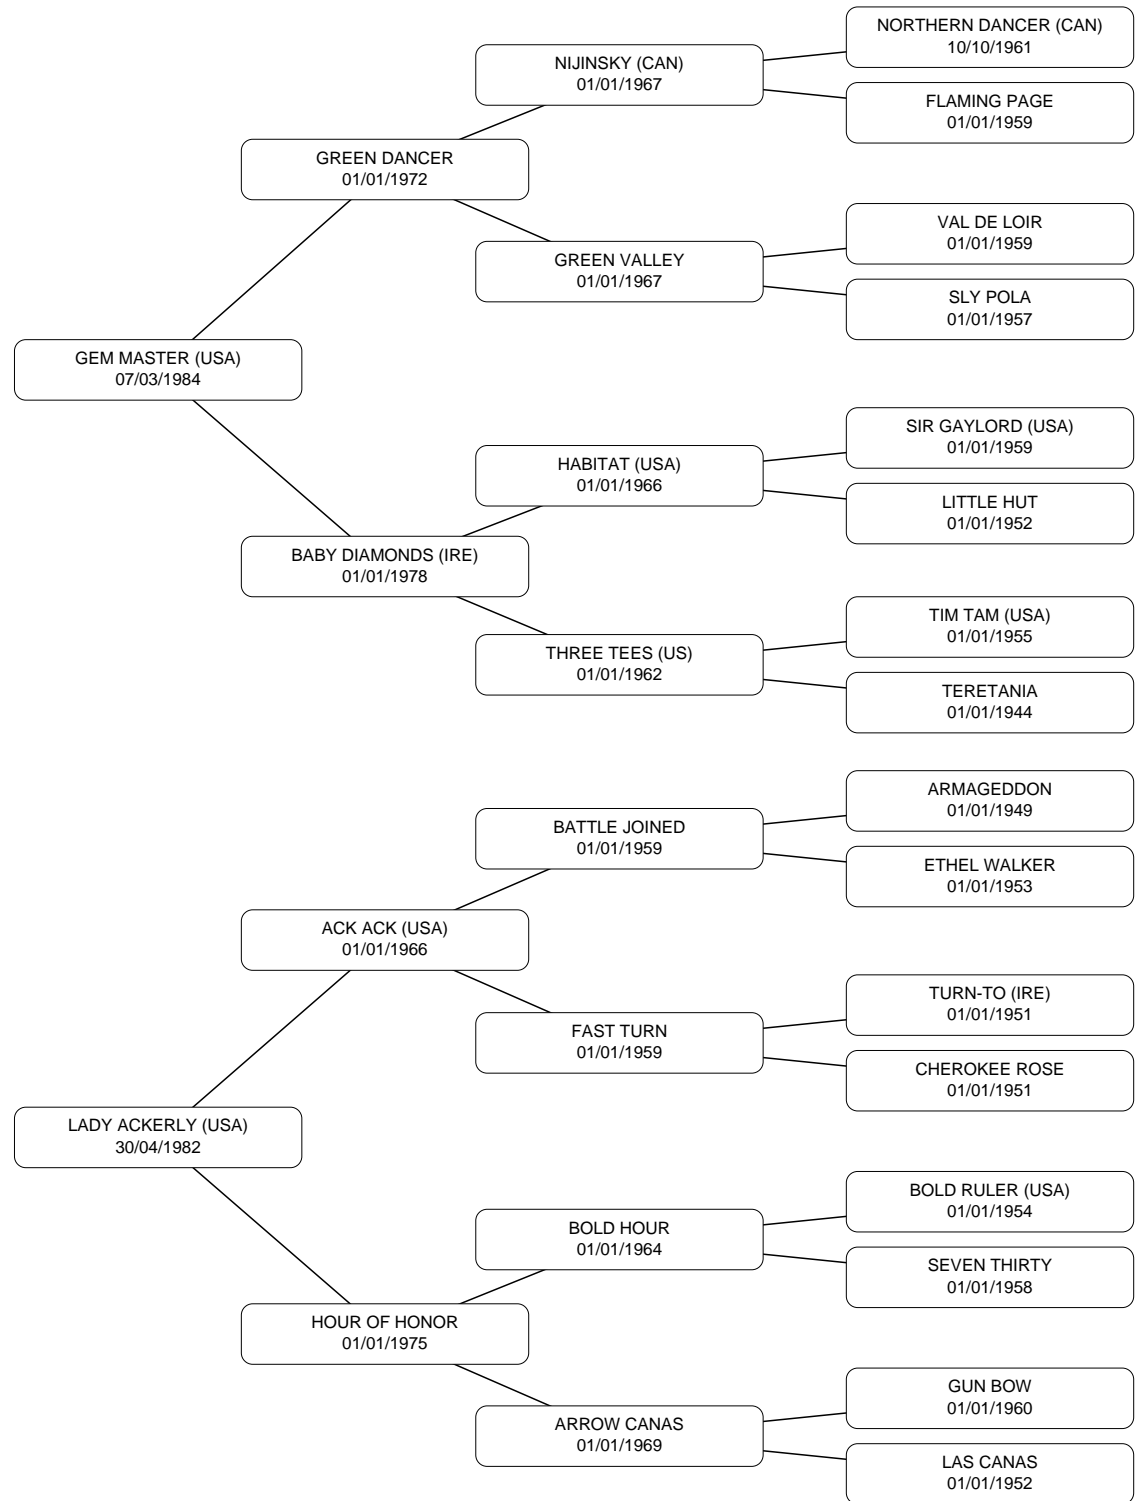 NORTHERN DANCER (CAN)
10/10/1961
NIJINSKY (CAN)
01/01/1967
FLAMING PAGE
01/01/1959
GREEN DANCER
01/01/1972
VAL DE LOIR
01/01/1959
GREEN VALLEY
01/01/1967
SLY POLA
01/01/1957
GEM MASTER (USA)
07/03/1984
SIR GAYLORD (USA)
01/01/1959
HABITAT (USA)
01/01/1966
LITTLE HUT
01/01/1952
BABY DIAMONDS (IRE)
01/01/1978
TIM TAM (USA)
01/01/1955
THREE TEES (US)
01/01/1962
TERETANIA
01/01/1944
ARMAGEDDON
01/01/1949
BATTLE JOINED
01/01/1959
ETHEL WALKER
01/01/1953
ACK ACK (USA)
01/01/1966
TURN-TO (IRE)
01/01/1951
FAST TURN
01/01/1959
CHEROKEE ROSE
01/01/1951
LADY ACKERLY (USA)
30/04/1982
BOLD RULER (USA)
01/01/1954
BOLD HOUR
01/01/1964
SEVEN THIRTY
01/01/1958
HOUR OF HONOR
01/01/1975
GUN BOW
01/01/1960
ARROW CANAS
01/01/1969
LAS CANAS
01/01/1952